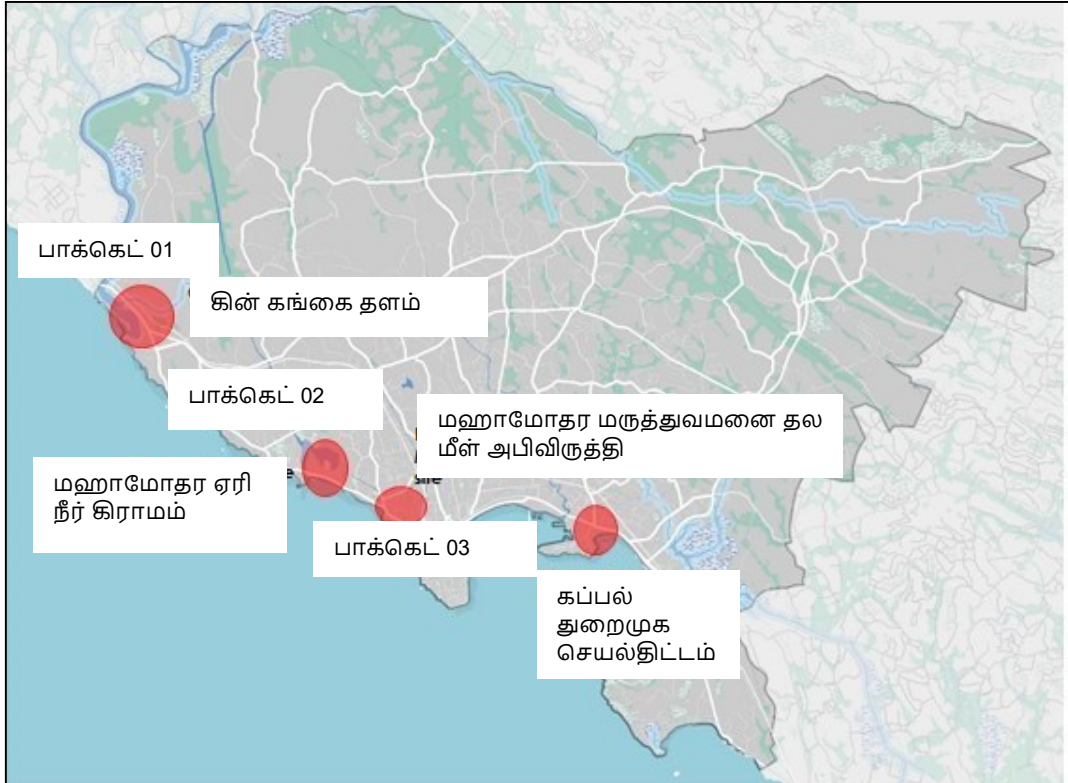 பாக்கெட் 01
கின் கங்கை தளம்
பாக்கெட் 02
மஹாமோதர மருத்துவமனை தல
மீள் அபிவிருத்தி
மஹாமோதர ஏரி
நீர் கிராமம்
பாக்கெட் 03
கப்பல்
துறைமுக
செயல்திட்டம்